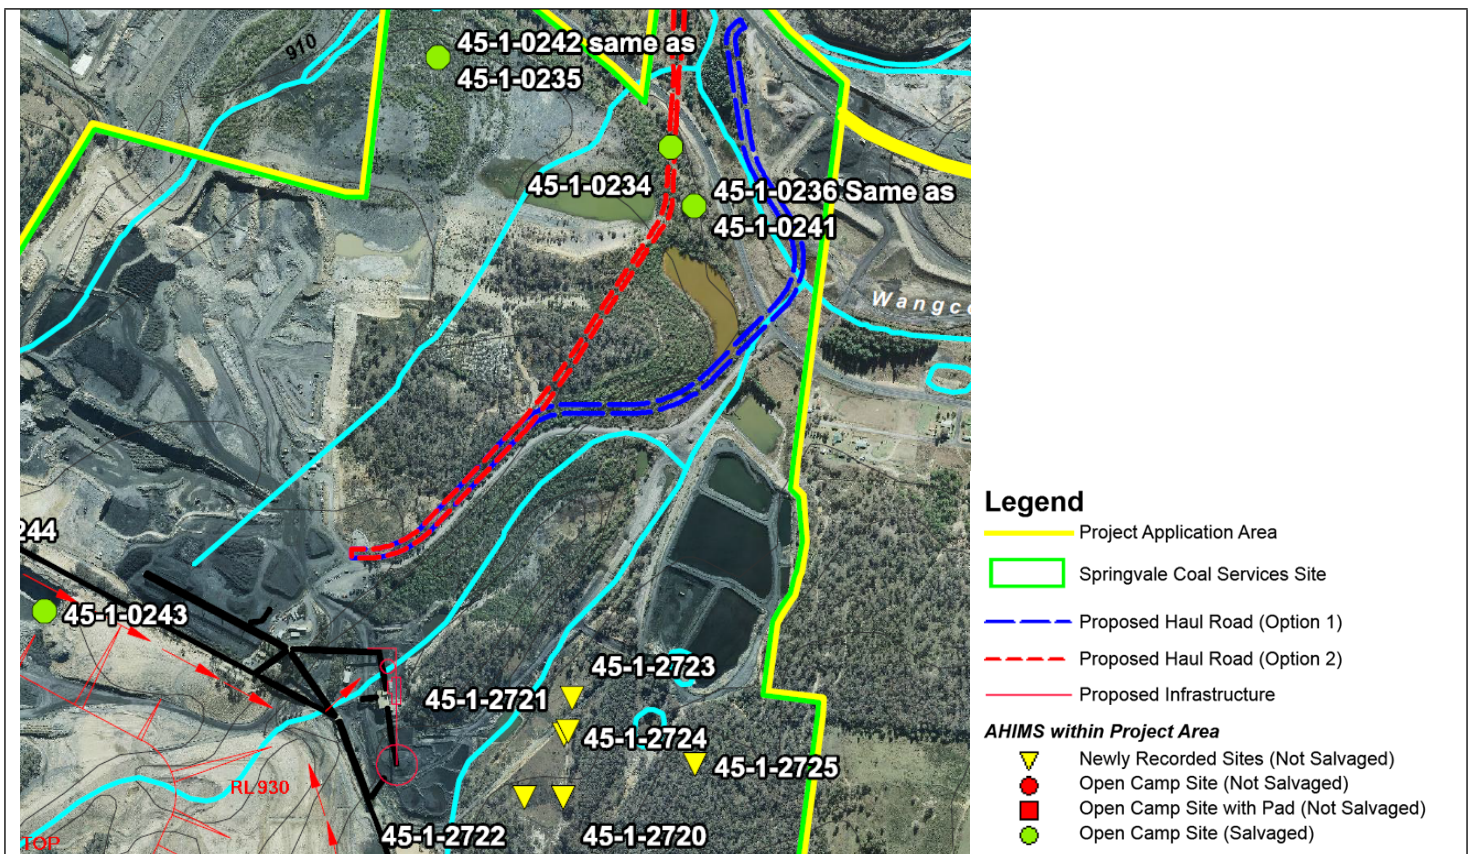 910
45-1-0242 same as
45-1-0235
45-1-0234
45-1-0236 Same as
45-1-0241
Wangc
244
45-1-0243
45-1-2723
45-1-2721
45-1-2724
45-1-2725
RL930
45-1-2722
45-1-2720
TOP
Legend
Project Application Area
Springvale Coal Services Site
Proposed Haul Road (Option 1)
Proposed Haul Road (Option 2)
Proposed Infrastructure
AHIMS within Project Area
Newly Recorded Sites (Not Salvaged)
Open Camp Site (Not Salvaged)
Open Camp Site with Pad (Not Salvaged)
Open Camp Site (Salvaged)